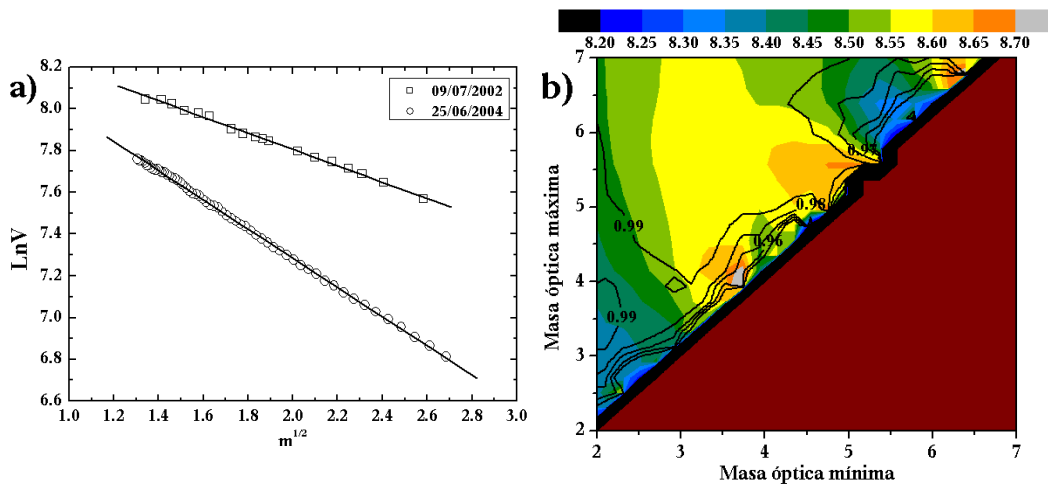 a)
LnV
8.2
8.0
7.8
7.6
7.4
7.2
7.0
6.8
6.6
1.0 1.2 1.4 1.6 1.8 2.0 2.2 2.4 2.6 2.8 3.0
m^1/2
09/07/2002
25/06/2004
b)
8.20 8.25 8.30 8.35 8.40 8.45 8.50 8.55 8.60 8.65 8.70
Masa óptica máxima
7
6
5
4
3
2
0.97
0.98
0.96
0.99
0.99
2 3 4 5 6 7
Masa óptica mínima